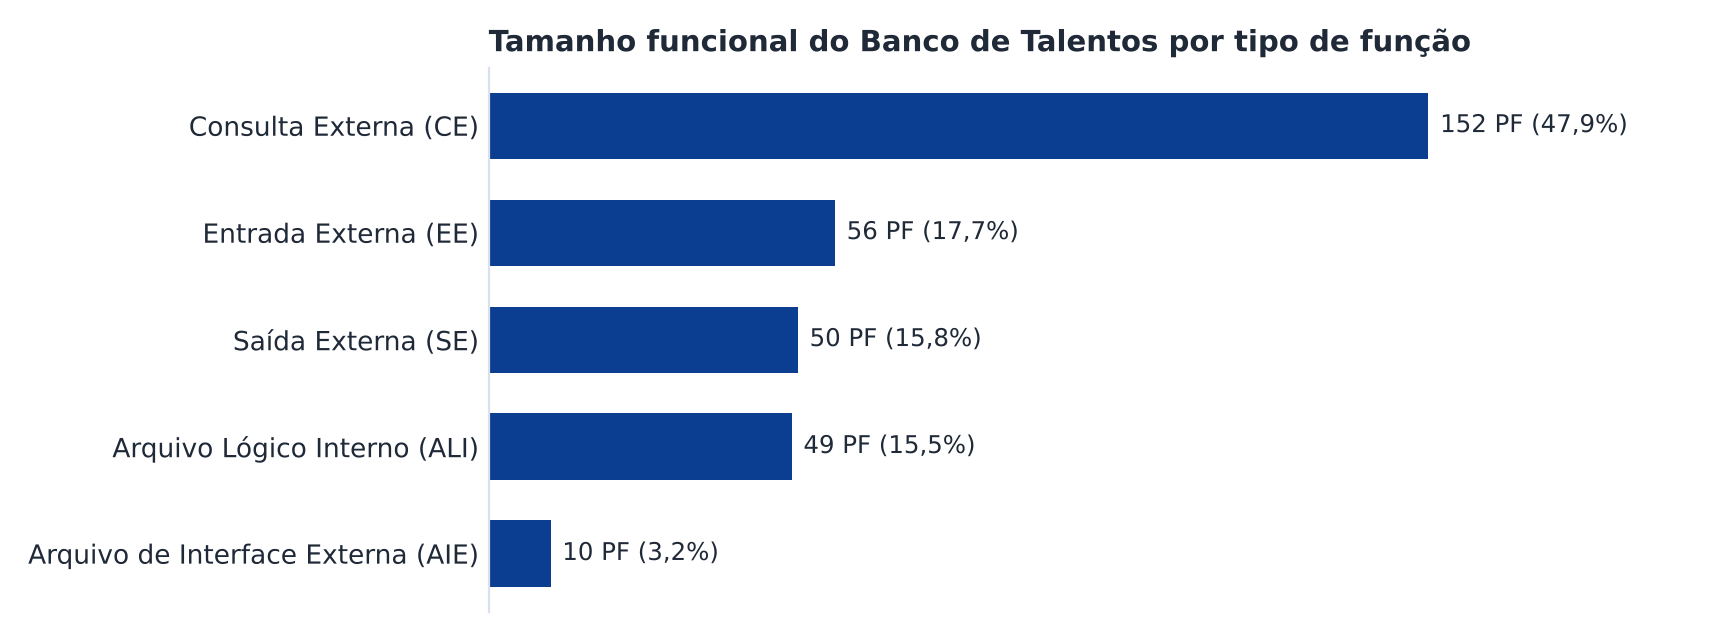 Tamanho funcional do Banco de Talentos por tipo de função
Consulta Externa (CE) 152 PF (47,9%)
Entrada Externa (EE) 56 PF (17,7%)
Saída Externa (SE) 50 PF (15,8%)
Arquivo Lógico Interno (ALI) 49 PF (15,5%)
Arquivo de Interface Externa (AIE) 10 PF (3,2%)